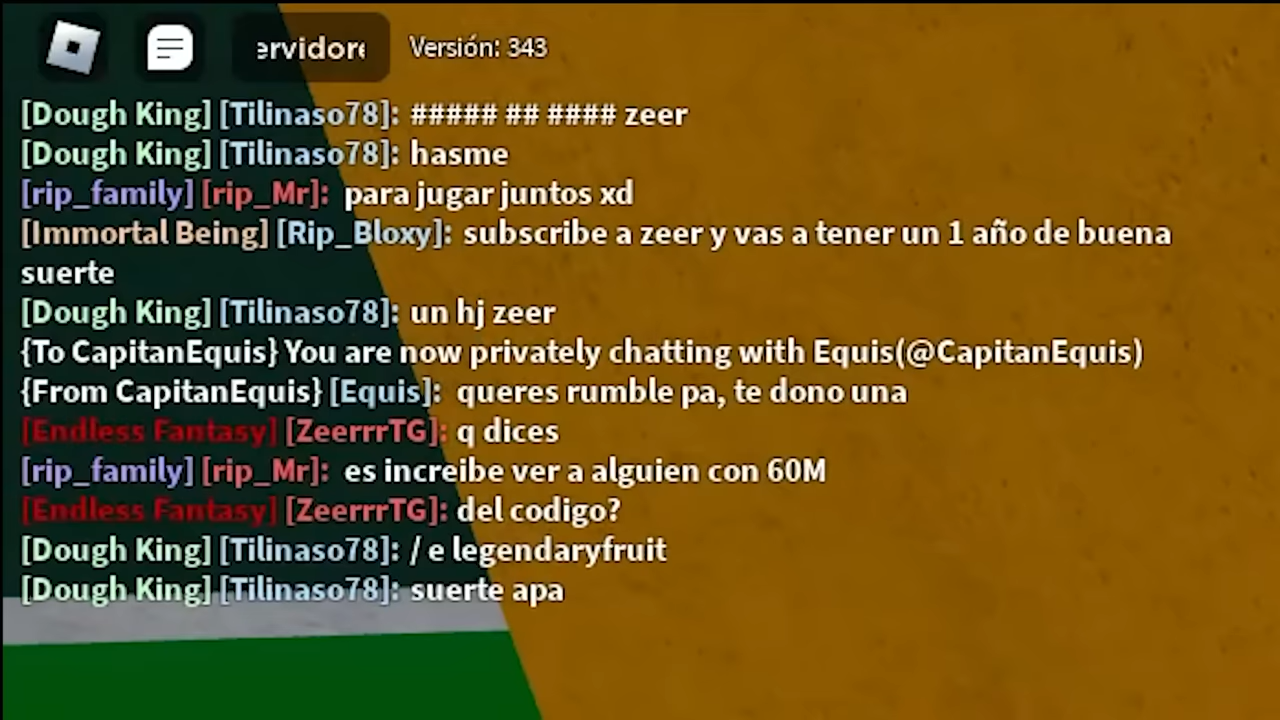 ervidore Versión: 343
[Dough King] [Tilinaso78]: ##### ## #### zeer
[Dough King] [Tilinaso78]: hasme
[rip_family] [rip_Mr]: para jugar juntos xd
[Immortal Being] [Rip_Bloxy]: subscribe a zeer y vas a tener un 1 año de buena
suerte
[Dough King] [Tilinaso78]: un hj zeer
{To CapitanEquis} You are now privately chatting with Equis(@CapitanEquis)
{From CapitanEquis} [Equis]: queres rumble pa, te dono una
[Endless Fantasy] [ZeerrrTG]: q dices
[rip_family] [rip_Mr]: es increibe ver a alguien con 60M
[Endless Fantasy] [ZeerrrTG]: del codigo?
[Dough King] [Tilinaso78]: / e legendaryfruit
[Dough King] [Tilinaso78]: suerte apa